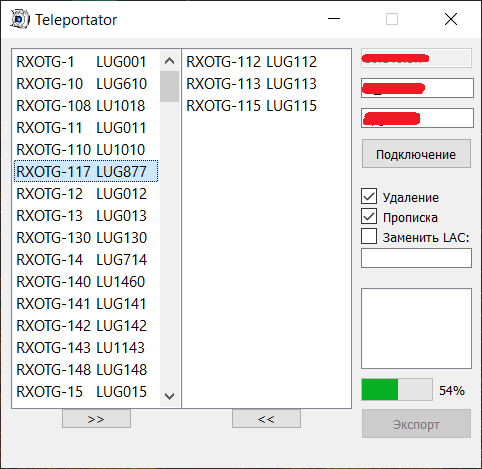 Teleportator
RXOTG-1 LUG001
RXOTG-10 LUG610
RXOTG-108 LU1018
RXOTG-11 LUG011
RXOTG-110 LU1010
RXOTG-117 LUG877
RXOTG-12 LUG012
RXOTG-13 LUG013
RXOTG-130 LUG130
RXOTG-14 LUG714
RXOTG-140 LU1460
RXOTG-141 LUG141
RXOTG-142 LUG142
RXOTG-143 LU1143
RXOTG-148 LUG148
RXOTG-15 LUG015
>>
RXOTG-112 LUG112
RXOTG-113 LUG113
RXOTG-115 LUG115
<<
Подключение
Удаление
Прописка
Заменить LAC:
54%
Экспорт